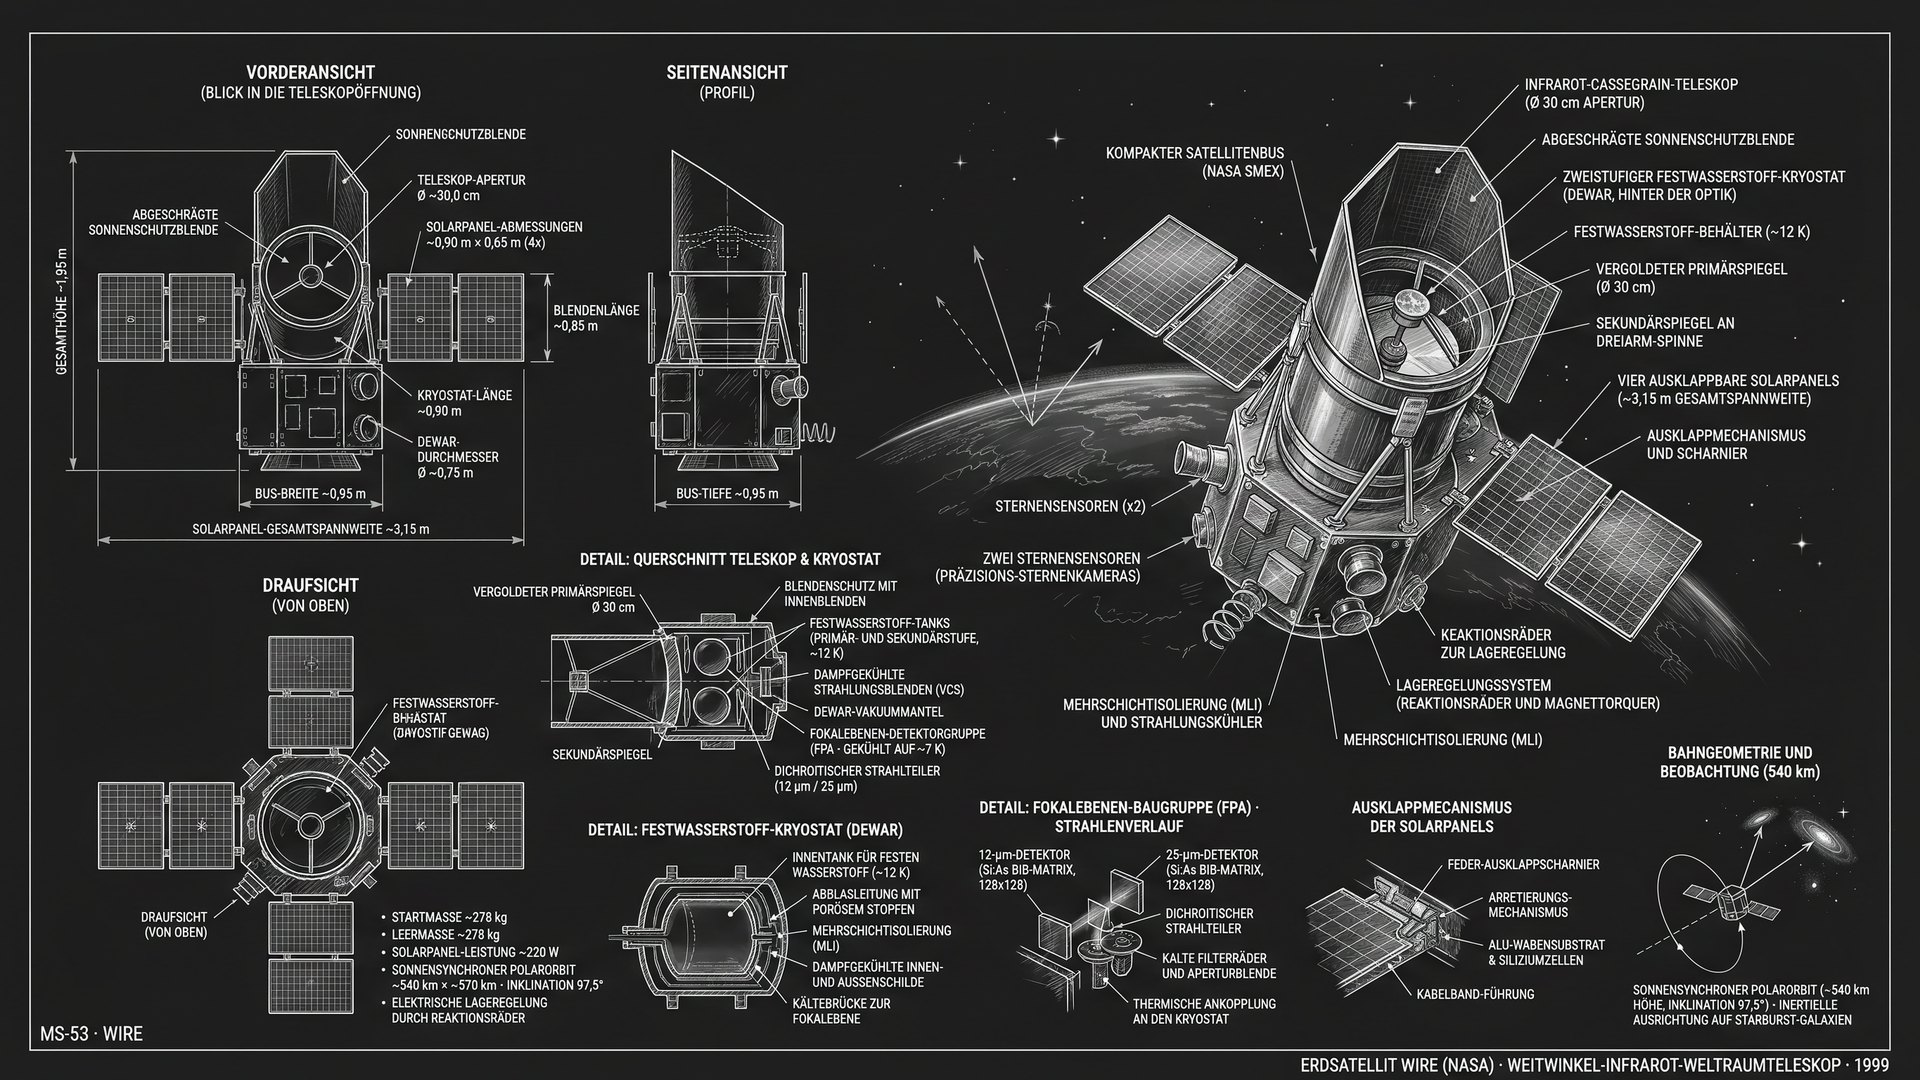 VORDERANSICHT
(BLICK IN DIE TELESKOPÖFFNUNG)
TELESKOP-APERTUR
Ø ~30,0 cm
ABGESCHRÄGTE
SONNENSCHUTZBLENDE
SOLARPANEL-ABMESSUNGEN
~0,90 m × 0,65 m (4x)
GESAMTHÖHE ~1,95 m
BLENDENLÄNGE
~0,85 m
KRYOSTAT-LÄNGE
~0,90 m
DEWAR-
DURCHMESSER
Ø ~0,75 m
BUS-BREITE ~0,95 m
SOLARPANEL-GESAMTSPANNWEITE ~3,15 m
SEITENANSICHT
(PROFIL)
BUS-TIEFE ~0,95 m
KOMPAKTER SATELLITENBUS
(NASA SMEX)
INFRAROT-CASSEGRAIN-TELESKOP
(Ø 30 cm APERTUR)
ABGESCHRÄGTE SONNENSCHUTZBLENDE
ZWEISTUFIGER FESTWASSERSTOFF-KRYOSTAT
(DEWAR, HINTER DER OPTIK)
FESTWASSERSTOFF-BEHÄLTER (~12 K)
VERGOLDETER PRIMÄRSPIEGEL
(Ø 30 cm)
SEKUNDÄRSPIEGEL AN
DREIARM-SPINNE
VIER AUSKLAPPBARE SOLARPANELS
(~3,15 m GESAMTSPANNWEITE)
AUSKLAPPMECHANISMUS
UND SCHARNIER
STERNENSENSOREN (x2)
ZWEI STERNENSENSOREN
(PRÄZISIONS-STERNENKAMERAS)
KEAKTIONSRÄDER
ZUR LAGEREGELUNG
LAGEREGELUNGSSYSTEM
(REAKTIONSRÄDER UND MAGNETTORQUER)
MEHRSCHICHTISOLIERUNG (MLI)
UND STRAHLUNGSKÜHLER
MEHRSCHICHTISOLIERUNG (MLI)
DRAUFSICHT
(VON OBEN)
FESTWASSERSTOFF-
DRAUFSICHT
(VON OBEN)
• STARTMASSE ~278 kg
• LEERMASSE ~278 kg
• SOLARPANEL-LEISTUNG ~220 W
• SONNENSYNCHRONER POLARORBIT
~540 km × ~570 km · INKLINATION 97,5°
• ELEKTRISCHE LAGEREGELUNG
DURCH REAKTIONSRÄDER
DETAIL: QUERSCHNITT TELESKOP & KRYOSTAT
VERGOLDETER PRIMÄRSPIEGEL
Ø 30 cm
BLENDENSCHUTZ MIT
INNENBLENDEN
FESTWASSERSTOFF-TANKS
(PRIMÄR- UND SEKUNDÄRSTUFE,
~12 K)
DAMPFGEKÜHLTE
STRAHLUNGSBLENDEN (VCS)
DEWAR-VAKUUMMANTEL
FOKALEBENEN-DETEKTORGRUPPE
(FPA · GEKÜHLT AUF ~7 K)
DICHROITISCHER STRAHLTEILER
(12 µm / 25 µm)
SEKUNDÄRSPIEGEL
DETAIL: FESTWASSERSTOFF-KRYOSTAT (DEWAR)
INNENTANK FÜR FESTEN
WASSERSTOFF (~12 K)
ABBLASLEITUNG MIT
PORÖSEM STOPFEN
MEHRSCHICHTISOLIERUNG
(MLI)
DAMPFGEKÜHLTE INNEN-
UND AUSSENSCHILDE
KÄLTEBRÜCKE ZUR
FOKALEBENE
DETAIL: FOKALEBENEN-BAUGRUPPE (FPA) ·
STRAHLENVERLAUF
12-µm-DETEKTOR
(Si:As BIB-MATRIX,
128x128)
25-µm-DETEKTOR
(Si:As BIB-MATRIX,
128x128)
DICHROITISCHER
STRAHLTEILER
KALTE FILTERRÄDER
UND APERTURBLENDE
THERMISCHE ANKOPPLUNG
AN DEN KRYOSTAT
AUSKLAPPMECANISMUS
DER SOLARPANELS
FEDER-AUSKLAPPSCHARNIER
ARRETIERUNGS-
MECHANISMUS
ALU-WABENSUBSTRAT
& SILIZIUMZELLEN
KABELBAND-FÜHRUNG
BAHNGEOMETRIE UND
BEOBACHTUNG (540 km)
SONNENSYNCHRONER POLARORBIT (~540 km
HÖHE, INKLINATION 97,5°) · INERTIELLE
AUSRICHTUNG AUF STARBURST-GALAXIEN
MS-53 · WIRE
ERDSATELLIT WIRE (NASA) · WEITWINKEL-INFRAROT-WELTRAUMTELESKOP · 1999